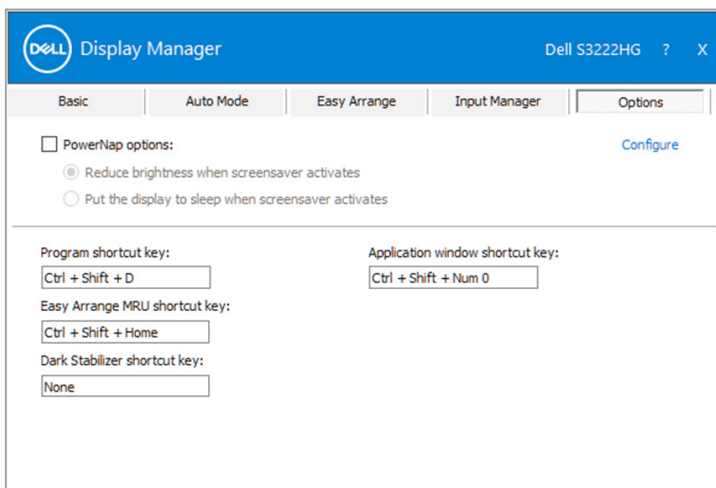 DELL Display Manager Dell S3222HG ? X
Basic Auto Mode Easy Arrange Input Manager Options
PowerNap options: Configure
Reduce brightness when screensaver activates
Put the display to sleep when screensaver activates
Program shortcut key: Application window shortcut key:
Ctrl + Shift + D Ctrl + Shift + Num 0
Easy Arrange MRU shortcut key:
Ctrl + Shift + Home
Dark Stabilizer shortcut key:
None